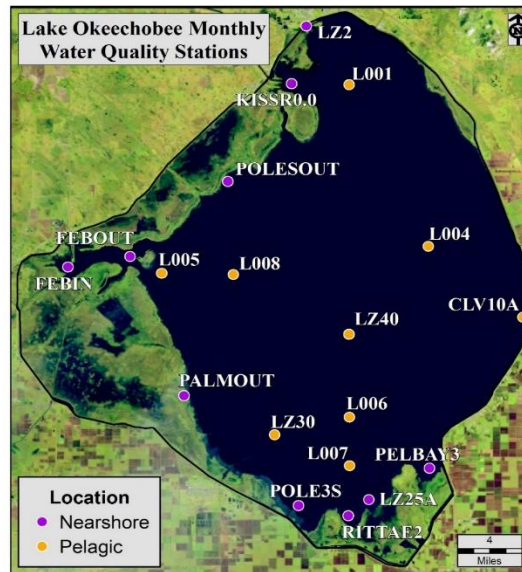 Lake Okeechobee Monthly
Water Quality Stations
LZ2
N
KISSR0.0
L001
POLESOUT
FEBOUT
L005
L008
L004
FEBIN
CLV10A
LZ40
PALMOUT
L006
LZ30
L007
PELBAY3
POLE3S
LZ25A
RITTAE2
Location
Nearshore
Pelagic
4
Miles